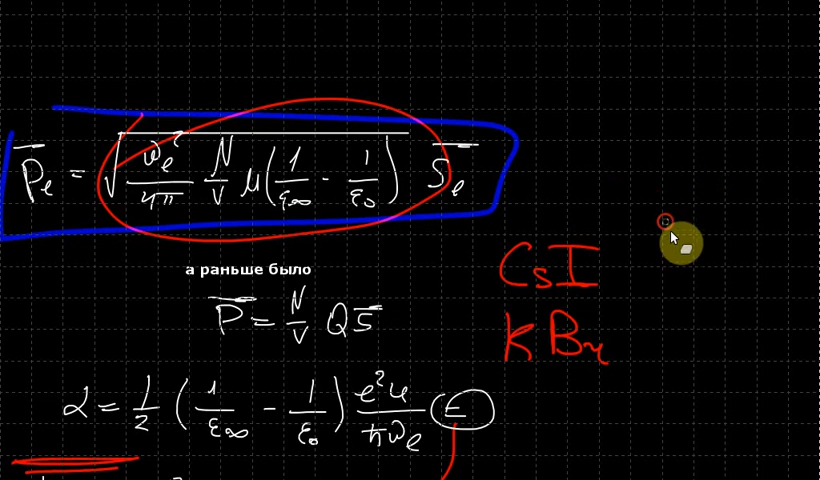 P̅ₑ = √(ωₑ²/4π N/V μ(1/ε∞ - 1/ε₀)) S̅ₑ
CsI
а раньше было
P̅ = N/V Q S̅
KBr
α = 1/2 (1/ε∞ - 1/ε₀) e²u/ℏωₑ